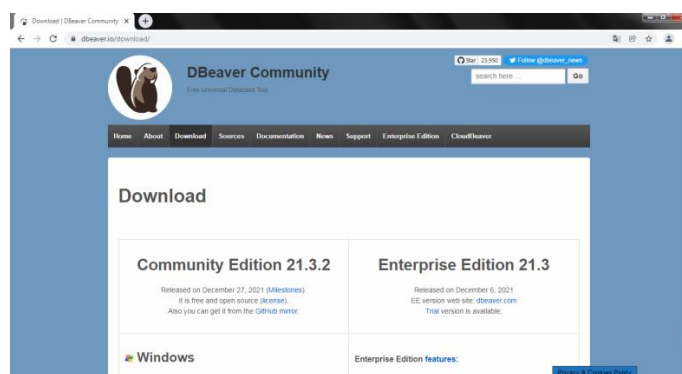 Download | DBeaver Community
dbeaver.io/download/
Star 23,950
Follow @dbeaver_news
DBeaver Community
Free Universal Database Tool
search here ...
Go
Home About Download Sources Documentation News Support Enterprise Edition CloudBeaver
Download
Community Edition 21.3.2
Released on December 27, 2021 (Milestones).
It is free and open source (license).
Also you can get it from the GitHub mirror.
Enterprise Edition 21.3
Released on December 6, 2021
EE version web site: dbeaver.com
Trial version is available.
Windows
Enterprise Edition features:
Privacy & Cookies Policy